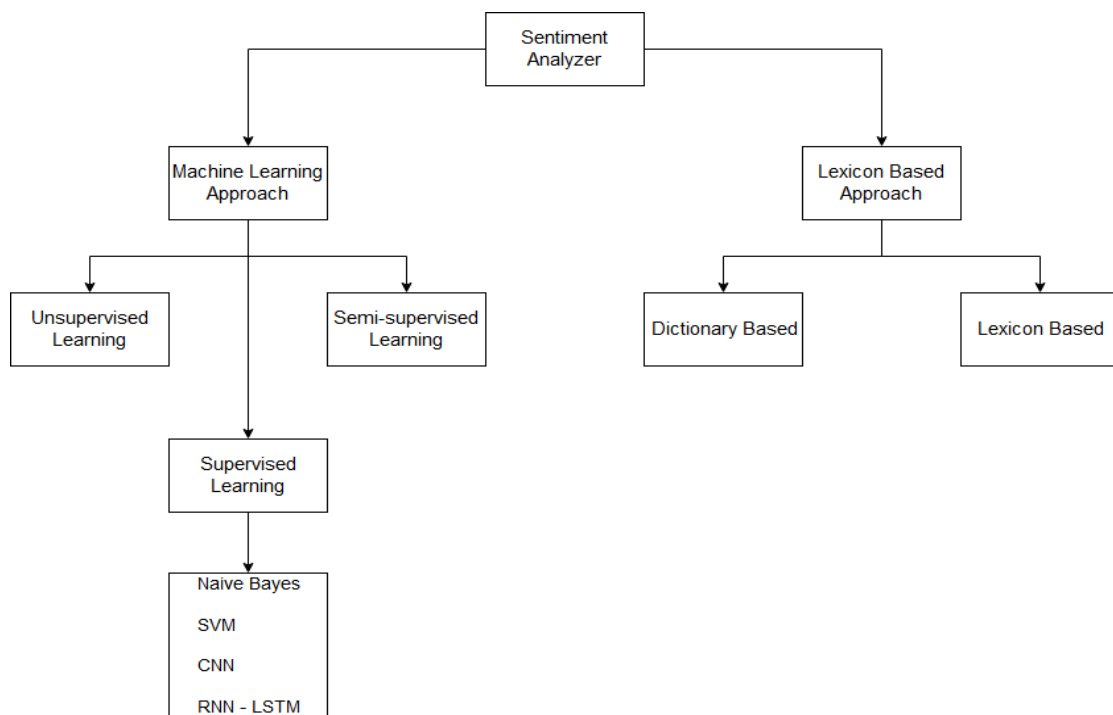 Sentiment
Analyzer
Machine Learning
Approach
Lexicon Based
Approach
Unsupervised
Learning
Semi-supervised
Learning
Dictionary Based
Lexicon Based
Supervised
Learning
Naive Bayes
SVM
CNN
RNN - LSTM